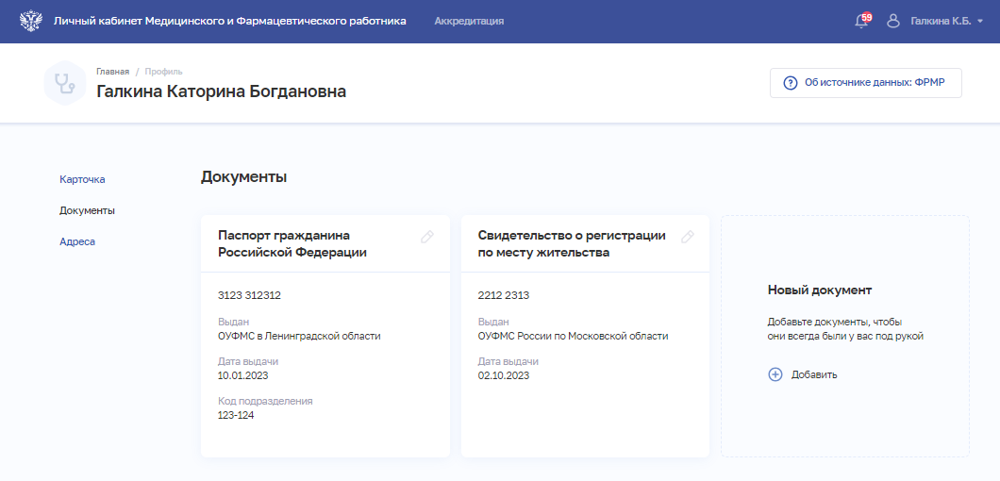 Личный кабинет Медицинского и Фармацевтического работника
Аккредитация
59
Галкина К.Б.
Главная / Профиль
Галкина Каторина Богдановна
Об источнике данных: ФРМР
Карточка
Документы
Адреса
Документы
Паспорт гражданина
Российской Федерации
3123 312312
Выдан
ОУФМС в Ленинградской области
Дата выдачи
10.01.2023
Код подразделения
123-124
Свидетельство о регистрации
по месту жительства
2212 2313
Выдан
ОУФМС России по Московской области
Дата выдачи
02.10.2023
Новый документ
Добавьте документы, чтобы
они всегда были у вас под рукой
Добавить